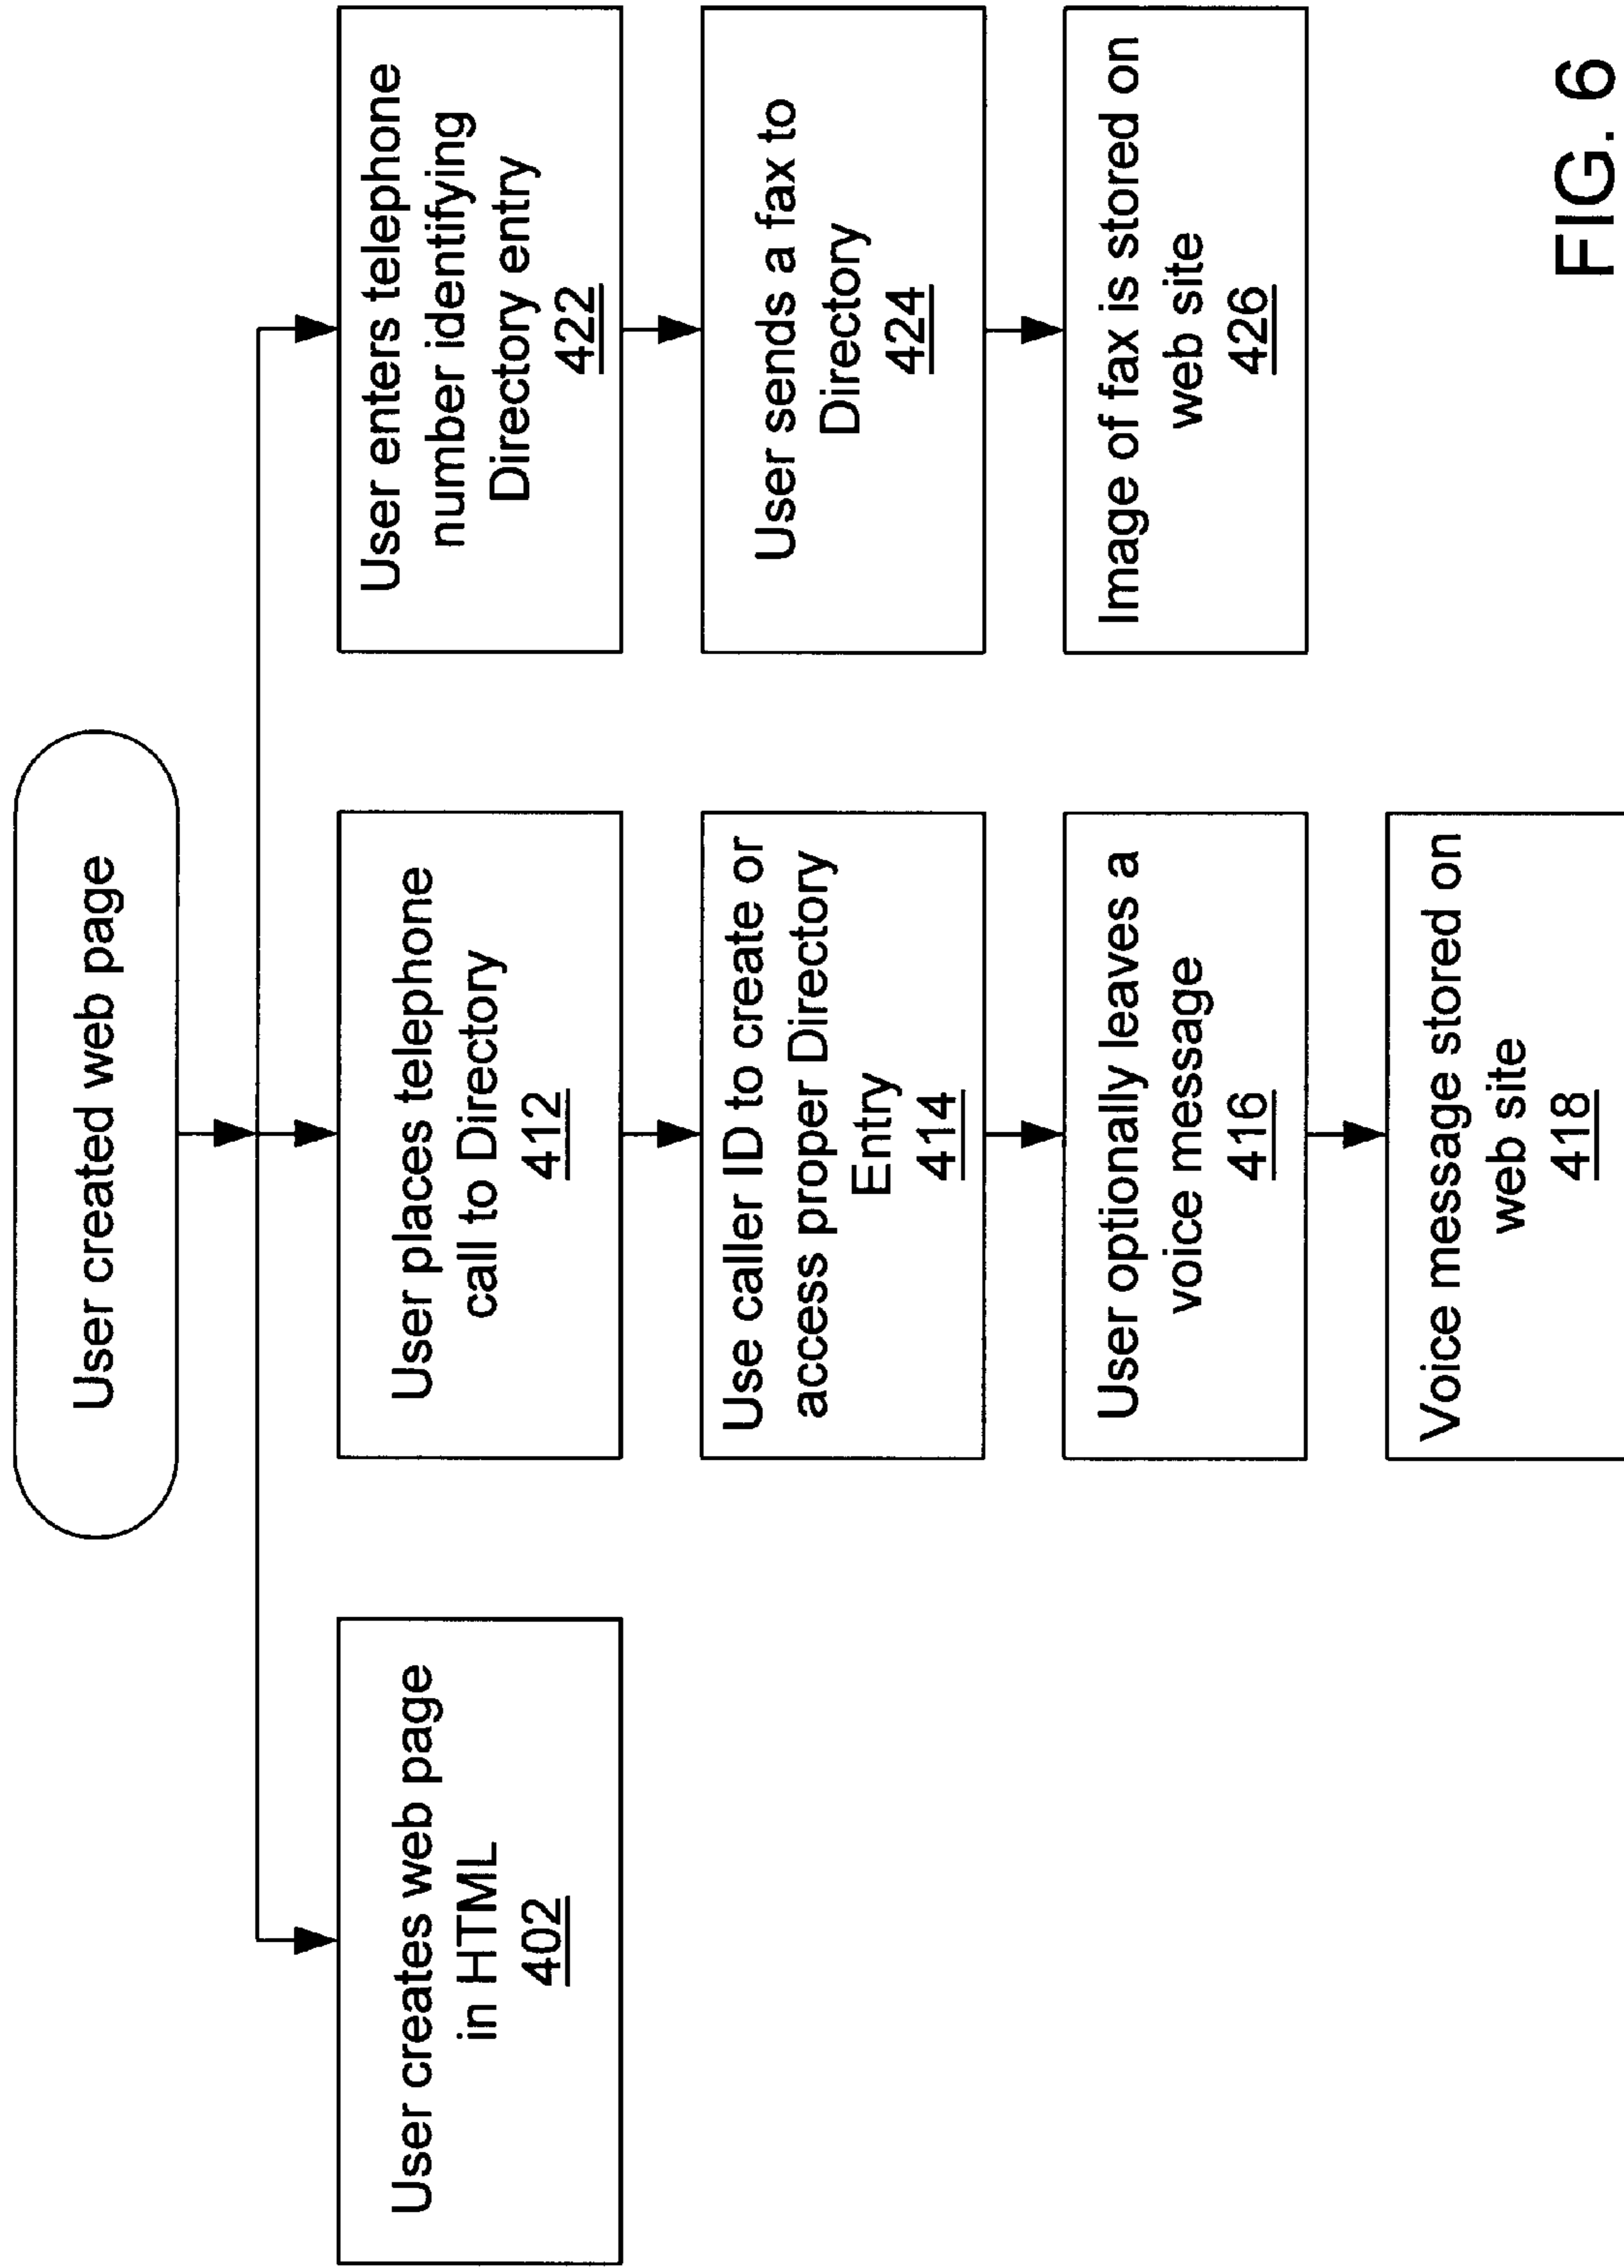 User created web page
User creates web page
in HTML
402
User places telephone
call to Directory
412
Use caller ID to create or
access proper Directory
Entry
414
User optionally leaves a
voice message
416
Voice message stored on
web site
418
User enters telephone
number identifying
Directory entry
422
User sends a fax to
Directory
424
Image of fax is stored on
web site
426
FIG. 6